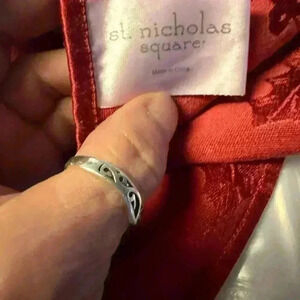 st. nicholas
square®
MADE IN CHINA